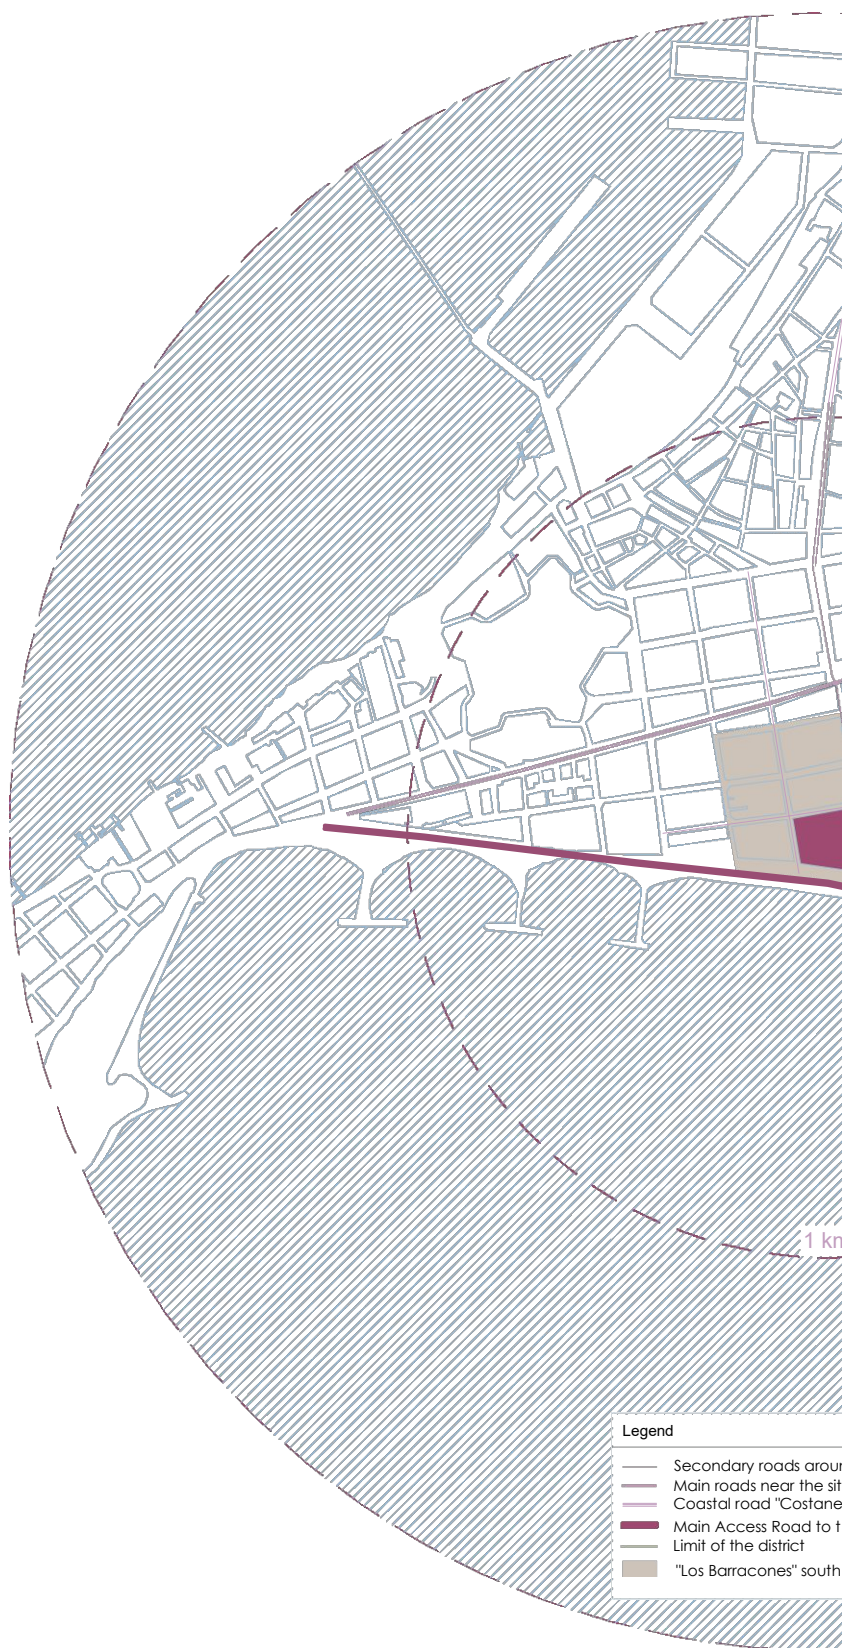 1 km
Legend
Secondary roads arou
Main roads near the sit
Coastal road "Costane
Main Access Road to t
Limit of the district
"Los Barracones" south